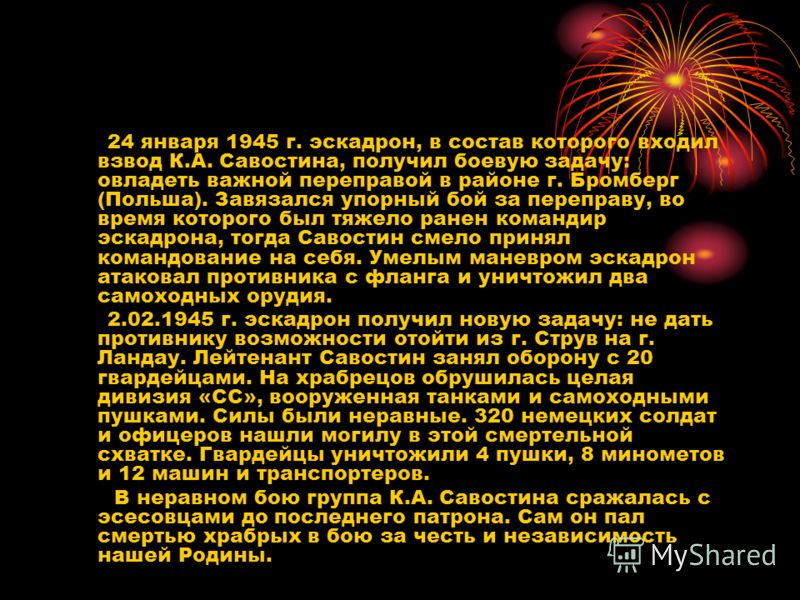 24 января 1945 г. эскадрон, в состав которого входил
взвод К.А. Савостина, получил боевую задачу:
овладеть важной переправой в районе г. Бромберг
(Польша). Завязался упорный бой за переправу, во
время которого был тяжело ранен командир
эскадрона, тогда Савостин смело принял
командование на себя. Умелым маневром эскадрон
атаковал противника с фланга и уничтожил два
самоходных орудия.
2.02.1945 г. эскадрон получил новую задачу: не дать
противнику возможности отойти из г. Струв на г.
Ландау. Лейтенант Савостин занял оборону с 20
гвардейцами. На храбрецов обрушилась целая
дивизия «СС», вооруженная танками и самоходными
пушками. Силы были неравные. 320 немецких солдат
и офицеров нашли могилу в этой смертельной
схватке. Гвардейцы уничтожили 4 пушки, 8 минометов
и 12 машин и транспортеров.
В неравном бою группа К.А. Савостина сражалась с
эсесовцами до последнего патрона. Сам он пал
смертью храбрых в бою за честь и независимость
нашей Родины.
MyShared